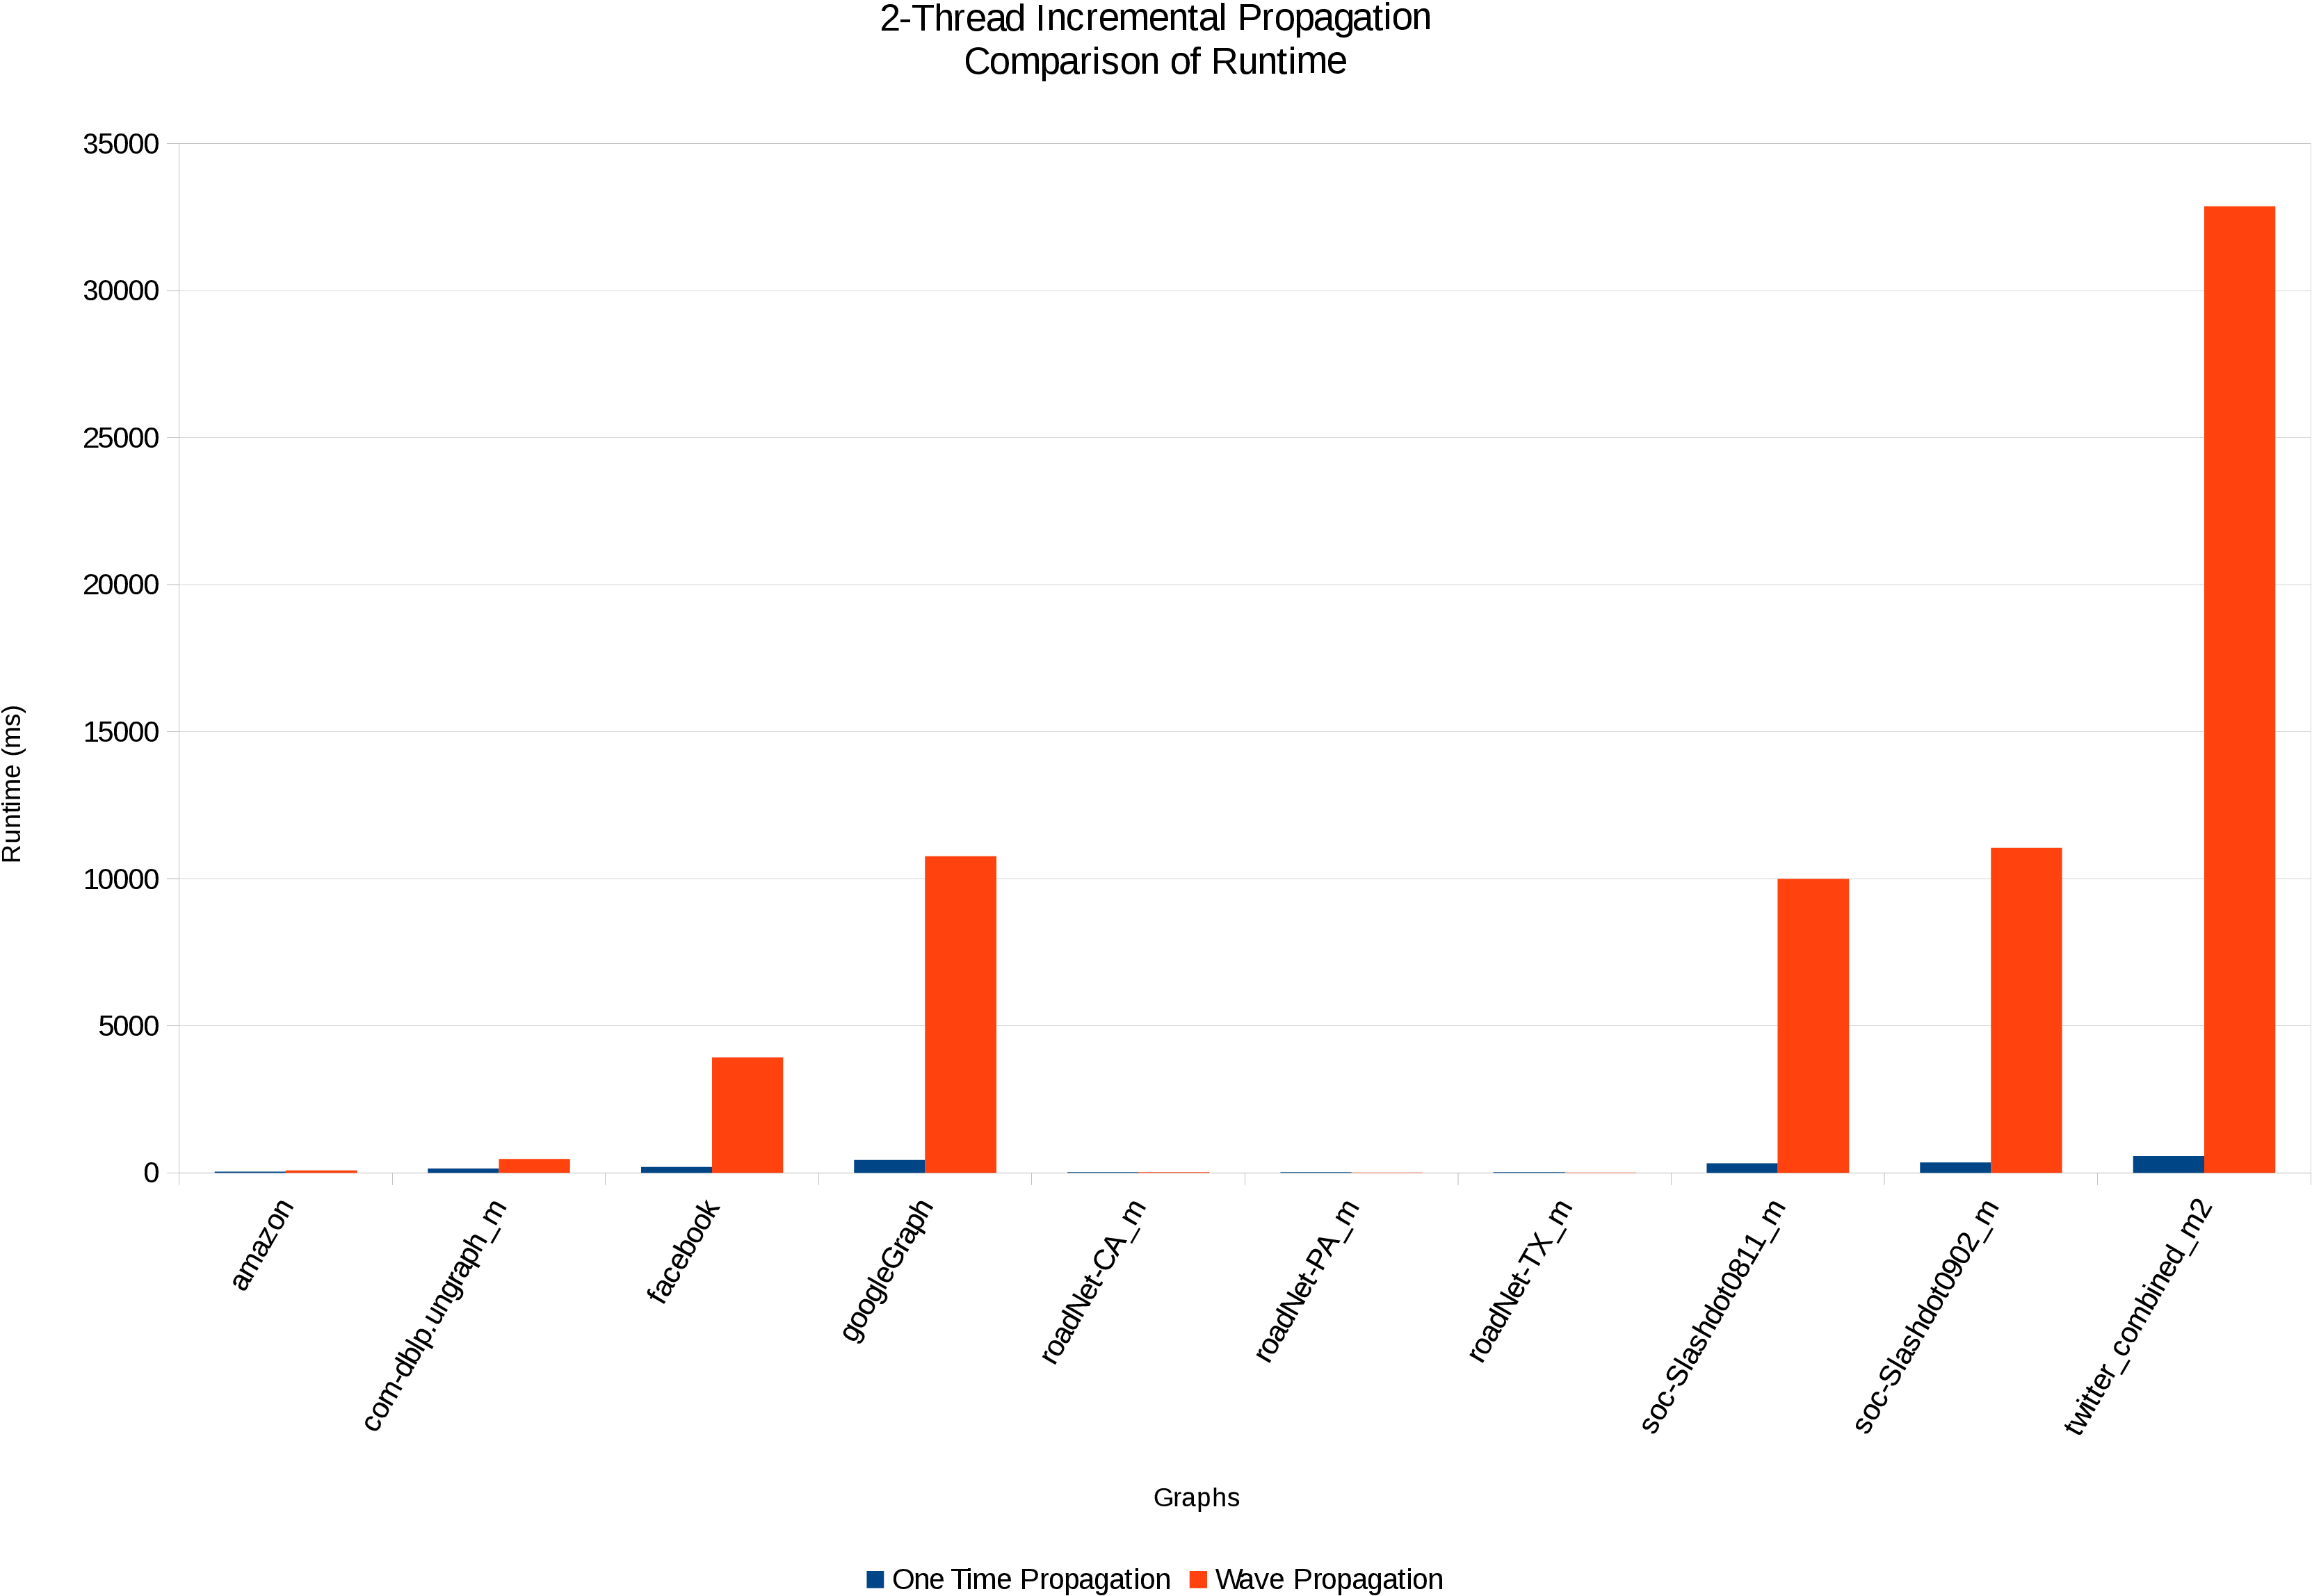 2-Thread Incremental Propagation
Comparison of Runtime
35000
30000
25000
20000
15000
10000
5000
0
Runtime (ms)
amazon
com-dblp.ungraph_m
facebook
googleGraph
roadNet-CA_m
roadNet-PA_m
roadNet-TX_m
soc-Slashdot0811_m
soc-Slashdot0902_m
twitter_combined_m2
Graphs
One Time Propagation
Wave Propagation